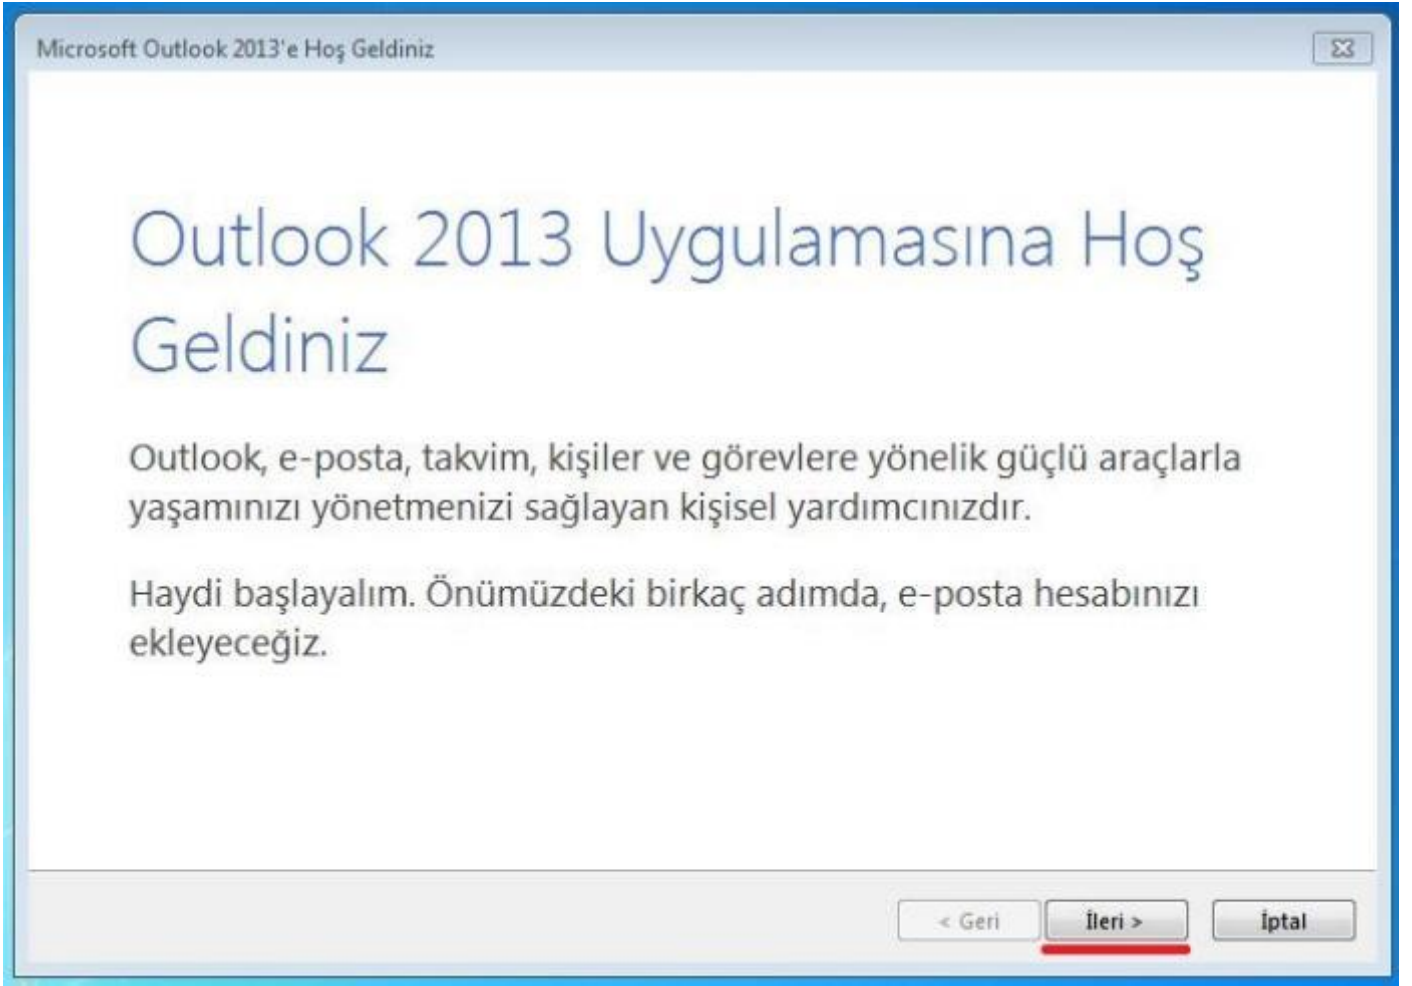 Microsoft Outlook 2013'e Hoş Geldiniz
Outlook 2013 Uygulamasına Hoş
Geldiniz
Outlook, e-posta, takvim, kişiler ve görevlere yönelik güçlü araçlarla
yaşamınızı yönetmenizi sağlayan kişisel yardımcınızdır.
Haydi başlayalım. Önümüzdeki birkaç adımda, e-posta hesabınızı
ekleyeceğiz.
< Geri İleri > İptal